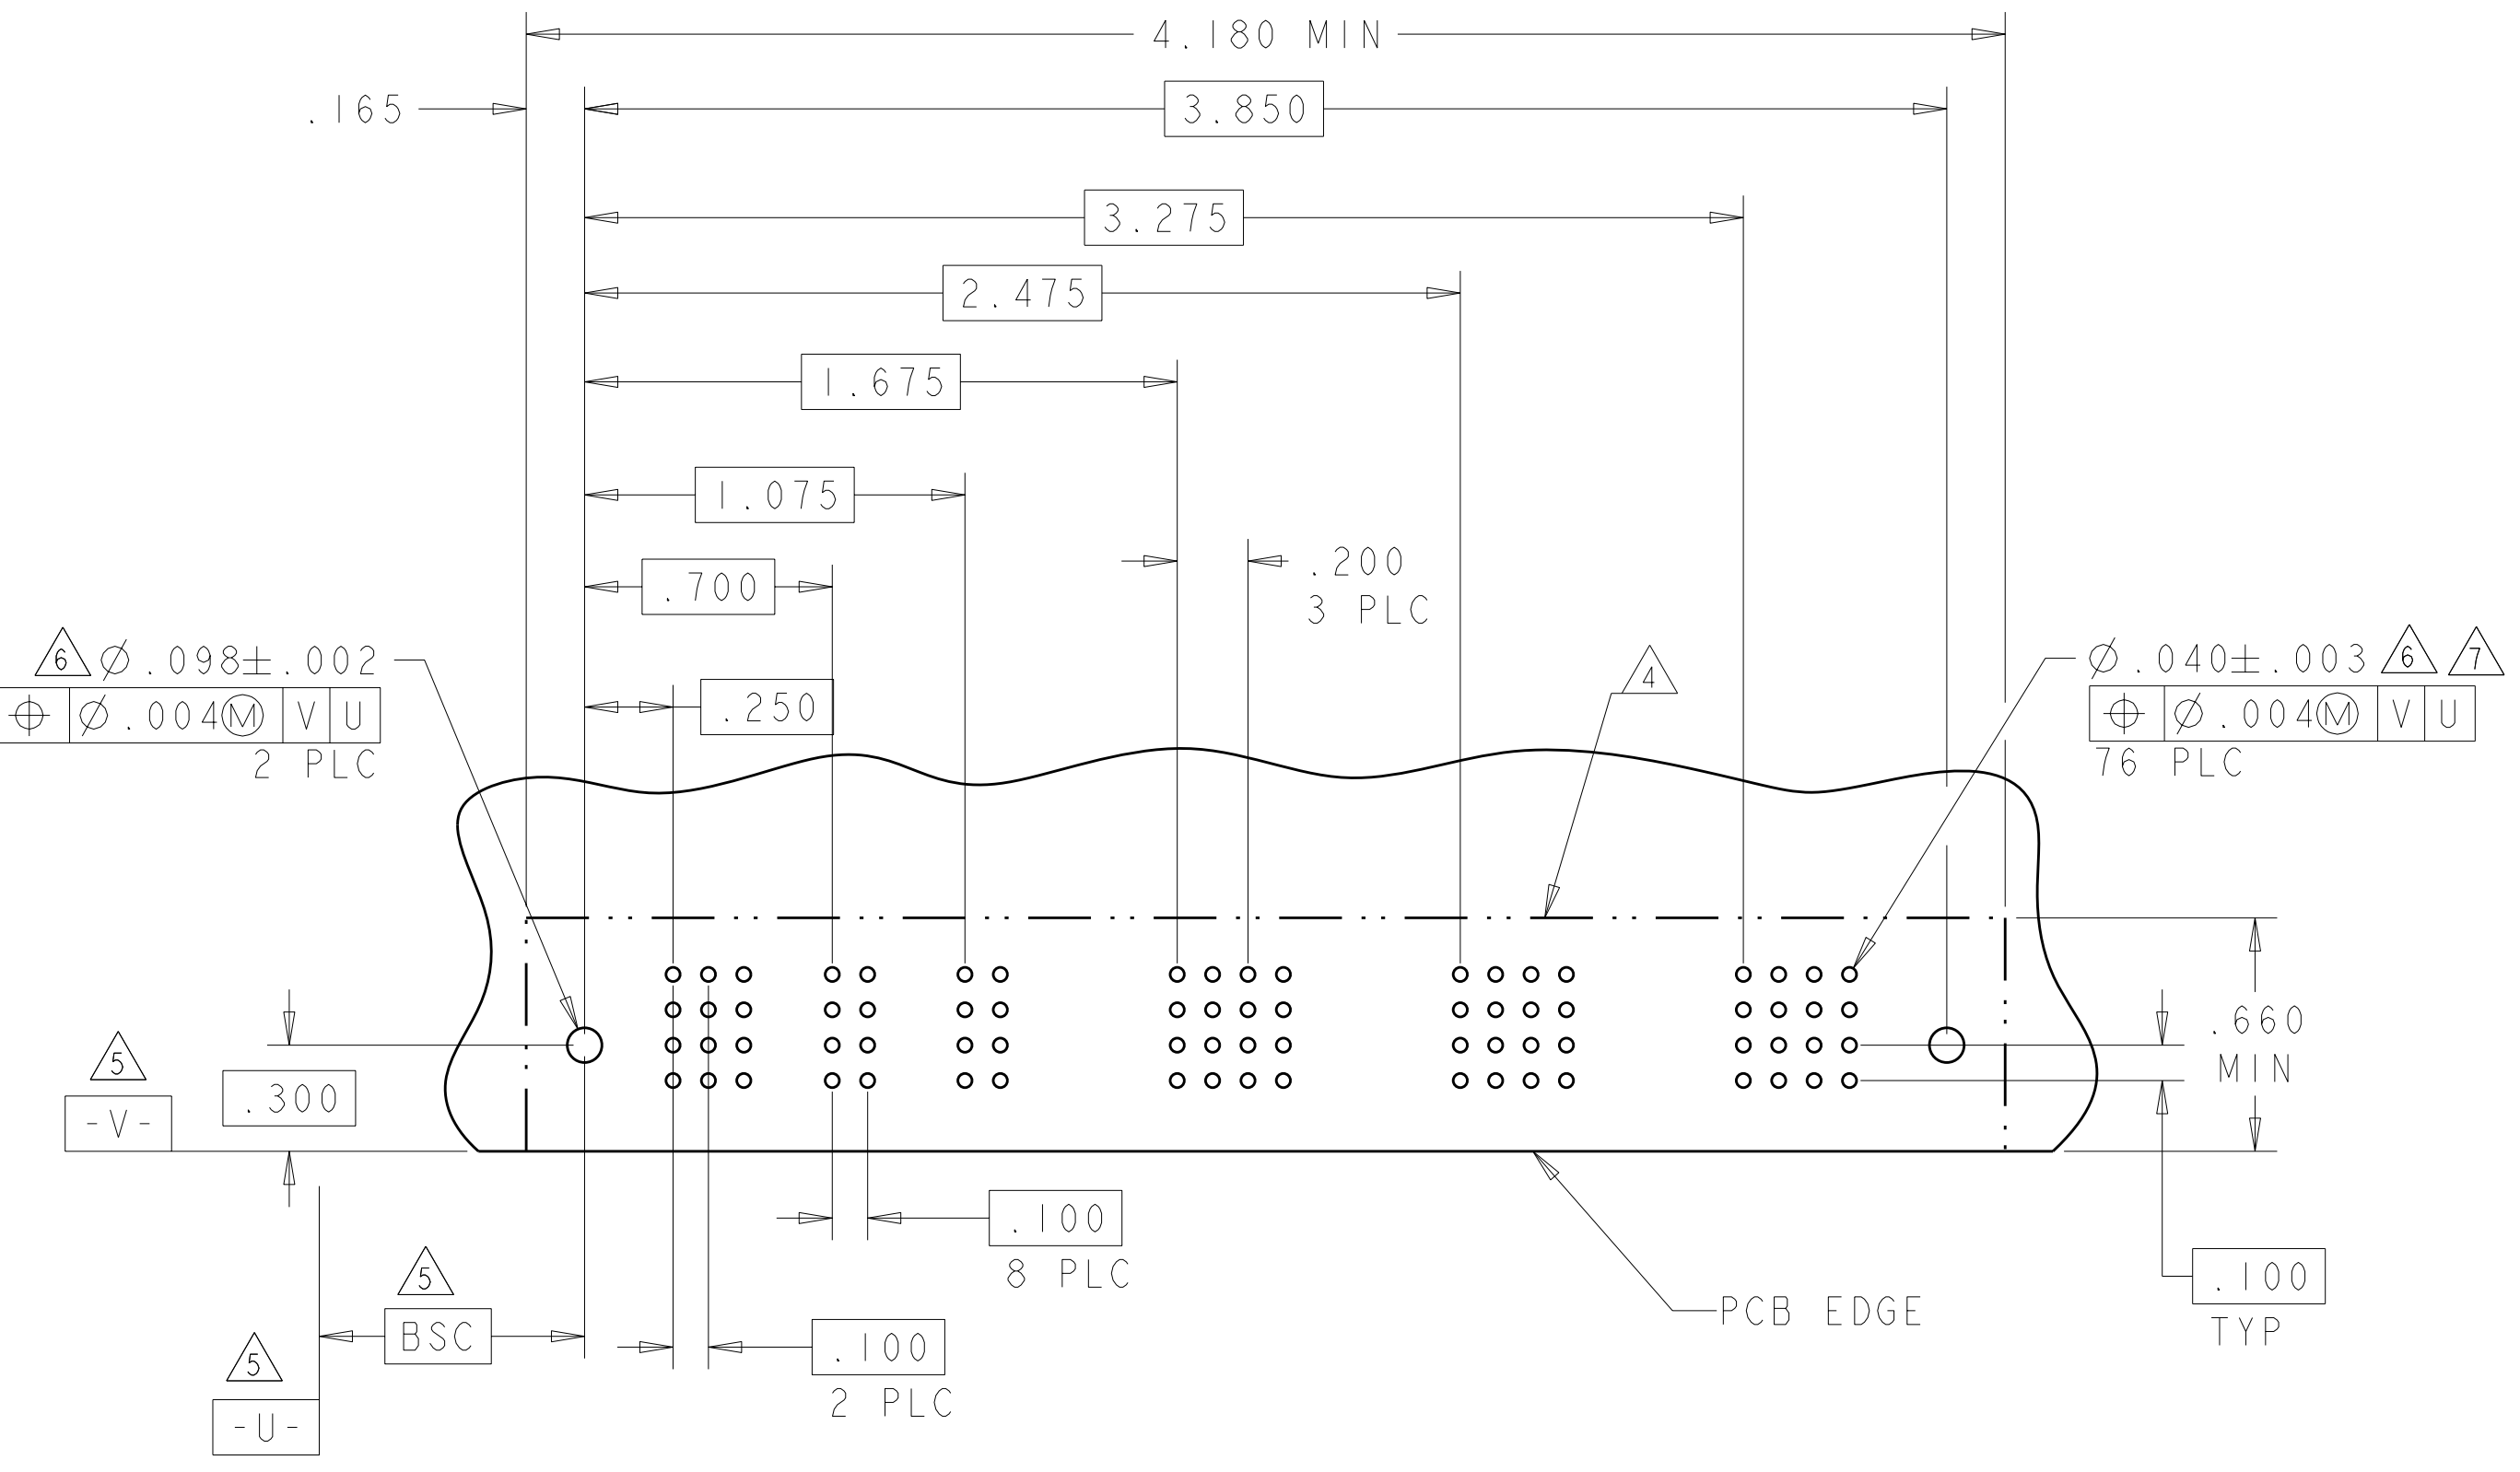 4.180 MIN
.165
3.850
3.275
2.475
1.675
1.075
.700
.200
3 PLC
.250
6 ⌀.098±.002
⌖ ⌀.004Ⓜ V U
2 PLC
4
⌀.040±.003 6 7
⌖ ⌀.004Ⓜ V U
76 PLC
.660
MIN
5
-V-
.300
.100
8 PLC
5
BSC
.100
2 PLC
5
-U-
PCB EDGE
.100
TYP